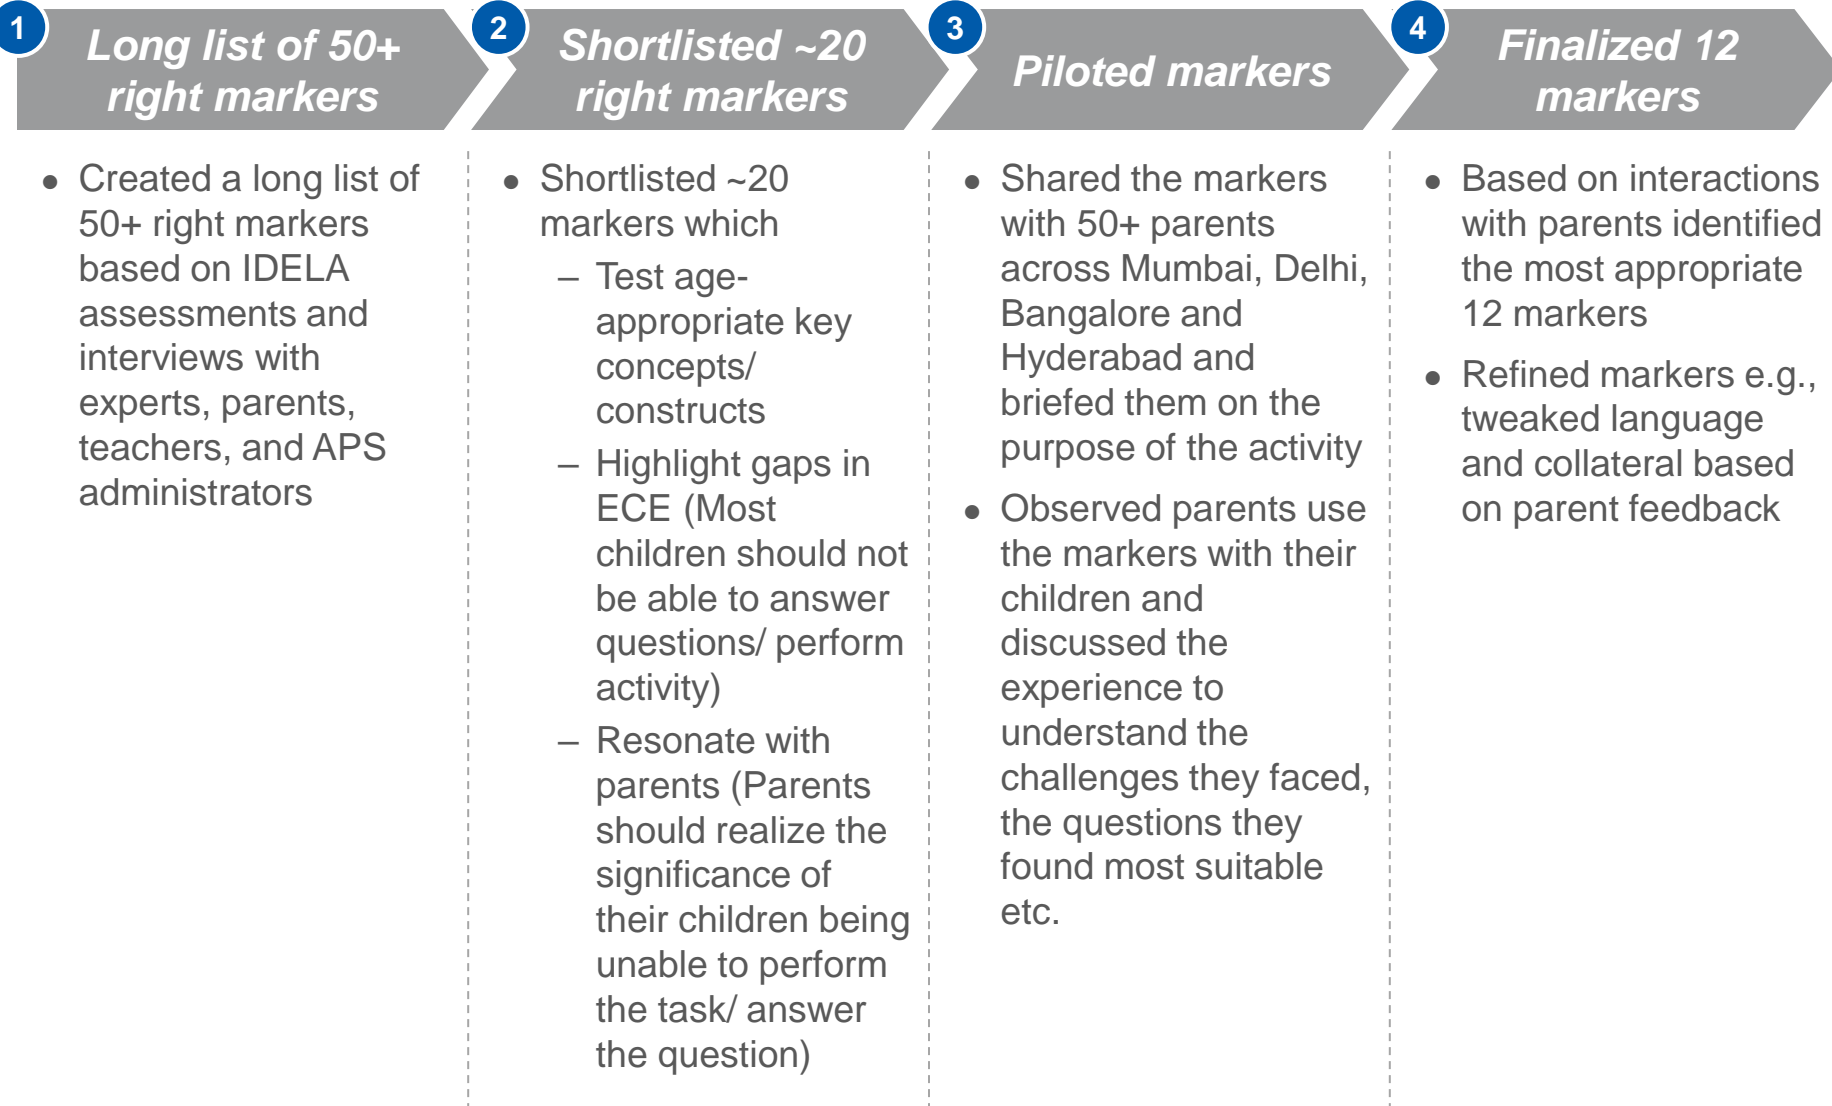 1
Long list of 50+
right markers
● Created a long list of
50+ right markers
based on IDELA
assessments and
interviews with
experts, parents,
teachers, and APS
administrators
2
Shortlisted ~20
right markers
● Shortlisted ~20
markers which
– Test age-
appropriate key
concepts/
constructs
– Highlight gaps in
ECE (Most
children should not
be able to answer
questions/ perform
activity)
– Resonate with
parents (Parents
should realize the
significance of
their children being
unable to perform
the task/ answer
the question)
3
Piloted markers
● Shared the markers
with 50+ parents
across Mumbai, Delhi,
Bangalore and
Hyderabad and
briefed them on the
purpose of the activity
● Observed parents use
the markers with their
children and
discussed the
experience to
understand the
challenges they faced,
the questions they
found most suitable
etc.
4
Finalized 12
markers
● Based on interactions
with parents identified
the most appropriate
12 markers
● Refined markers e.g.,
tweaked language
and collateral based
on parent feedback